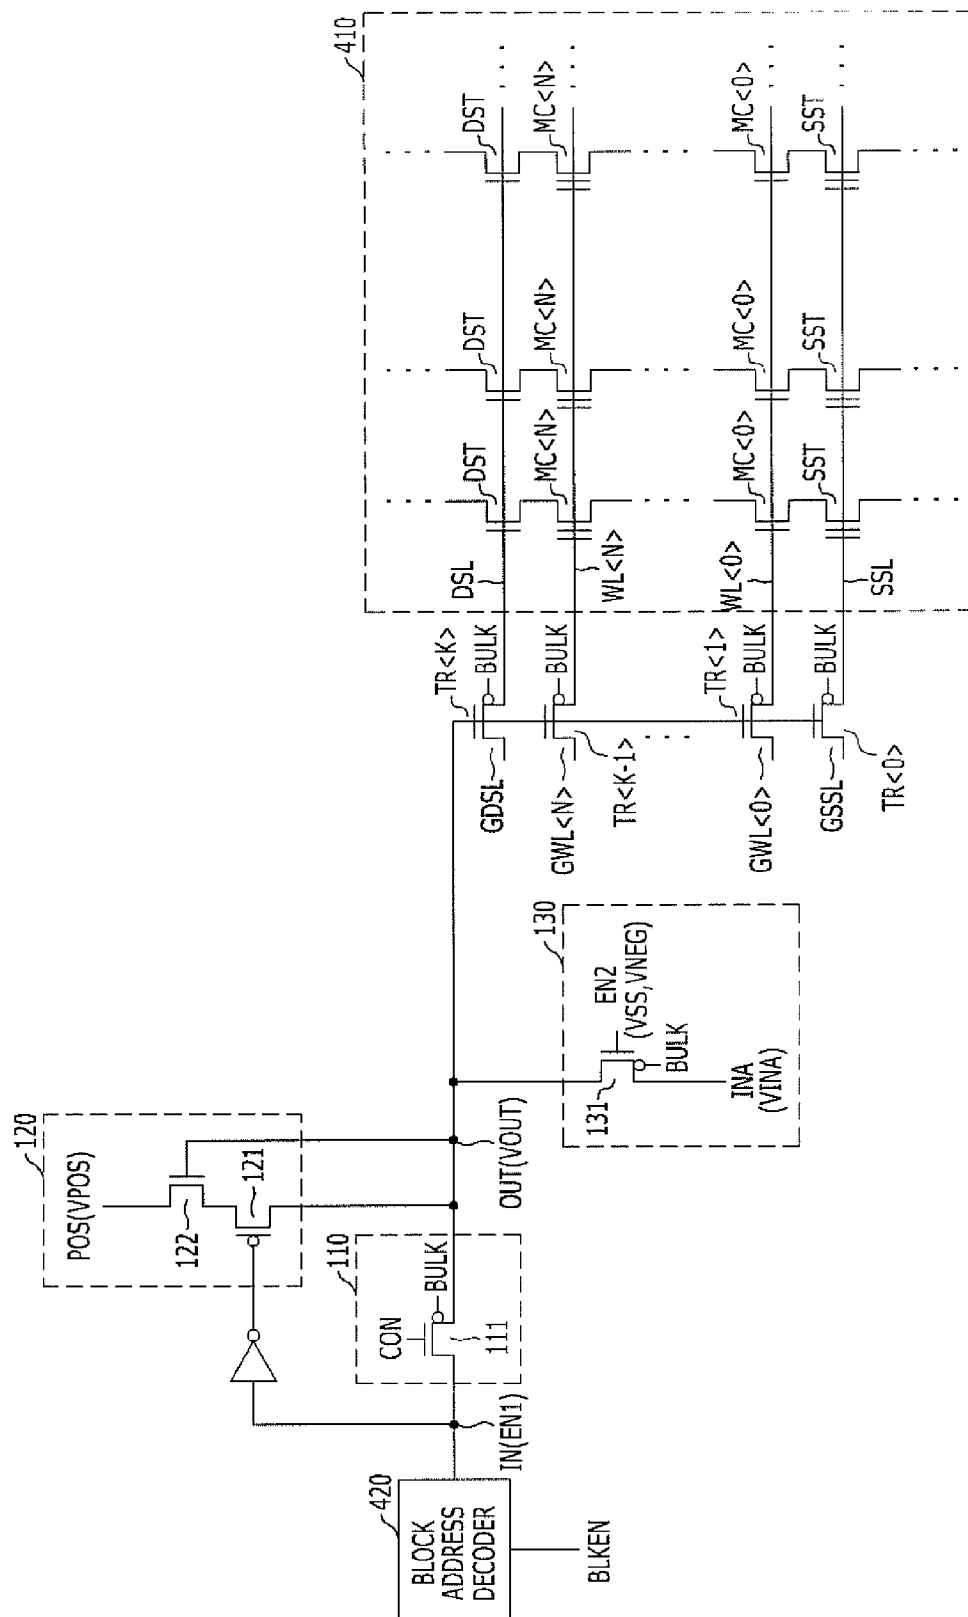 410
DST
DST
DST
MC<N>
MC<N>
MC<N>
MC<0>
MC<0>
MC<0>
SST
SST
SST
DSL
WL<N>
WL<0>
SSL
TR<K>
BULK
BULK
TR<1>
BULK
BULK
GDSL
GWL<N>
TR<K-1>
GWL<0>
GSSL
TR<0>
120
POS(VPOS)
122
121
OUT(VOUT)
130
EN2
(VSS,VNEG)
131
BULK
INA
(VINA)
110
CON
BULK
111
IN(EN1)
420
BLOCK
ADDRESS
DECODER
BLKEN